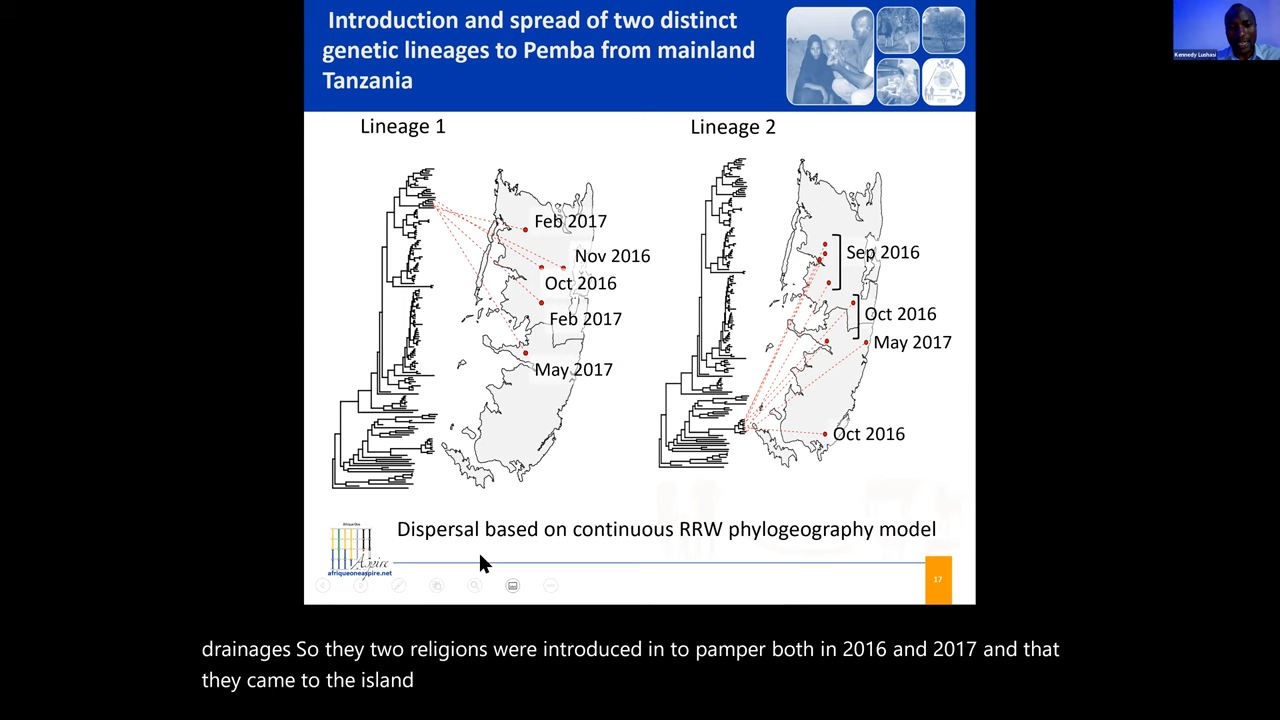 Introduction and spread of two distinct
genetic lineages to Pemba from mainland
Tanzania
Kennedy Lushasi
Lineage 1
Lineage 2
Feb 2017
Nov 2016
Oct 2016
Feb 2017
May 2017
Sep 2016
Oct 2016
May 2017
Oct 2016
Dispersal based on continuous RRW phylogeography model
Afrique One
Aspire
afriqueoneaspire.net
17
drainages So they two religions were introduced in to pamper both in 2016 and 2017 and that
they came to the island